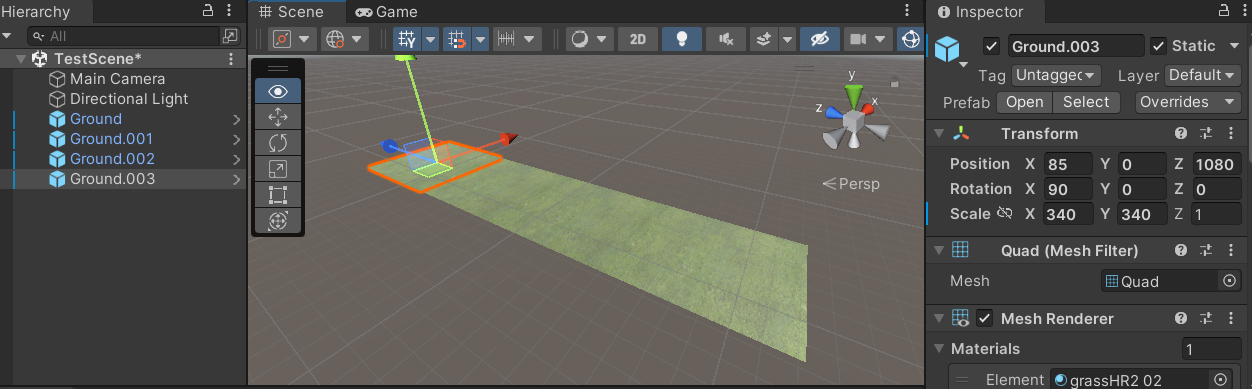 Hierarchy
All
TestScene*
Main Camera
Directional Light
Ground
Ground.001
Ground.002
Ground.003
Scene
Game
2D
y
x
z
Persp
Inspector
Ground.003
Static
Tag
Untagged
Layer
Default
Prefab
Open
Select
Overrides
Transform
Position X 85 Y 0 Z 1080
Rotation X 90 Y 0 Z 0
Scale X 340 Y 340 Z 1
Quad (Mesh Filter)
Mesh
Quad
Mesh Renderer
Materials
1
Element
grassHR2 02